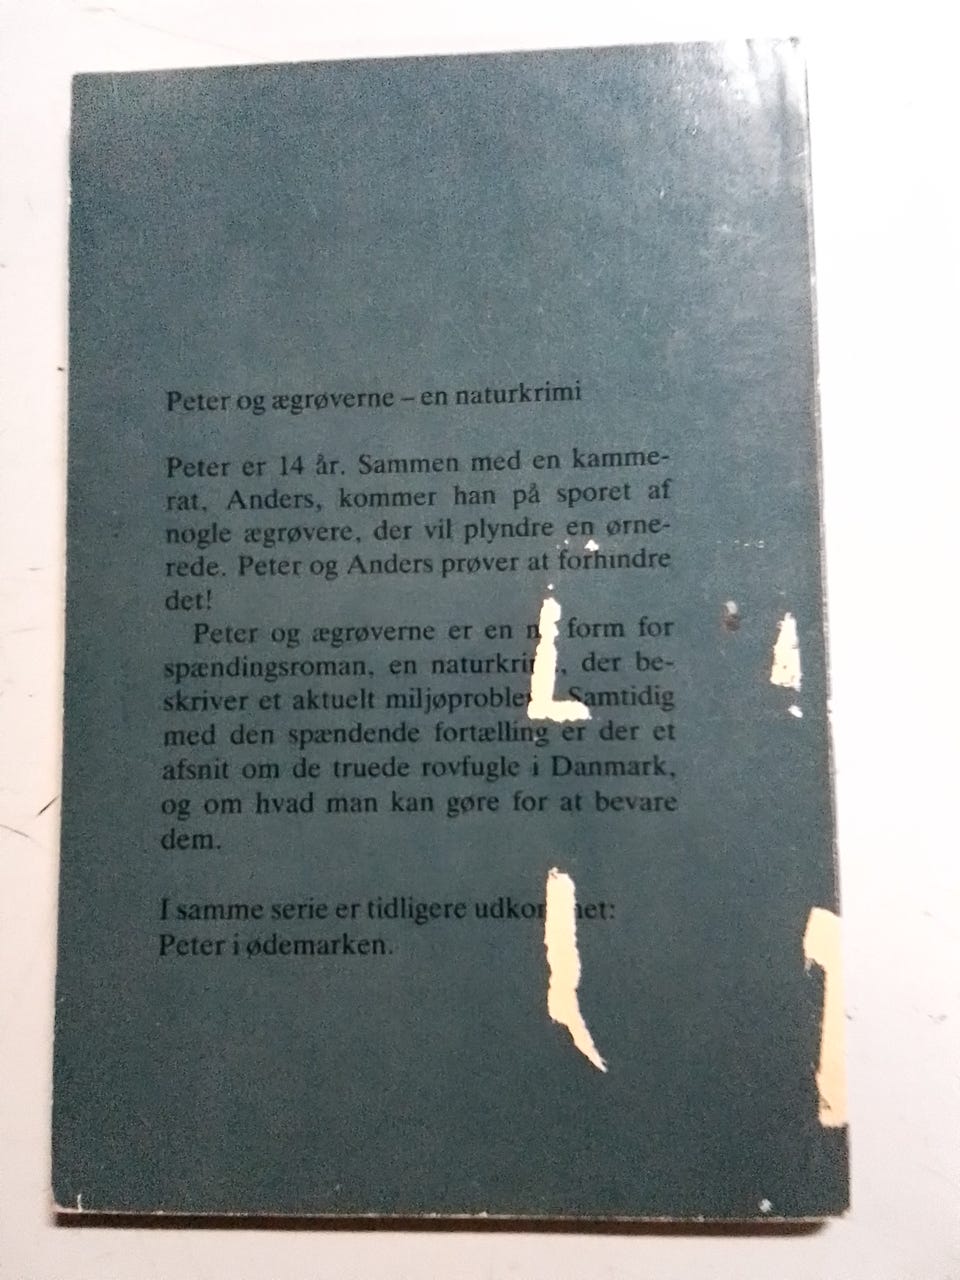 Peter og ægrøverne – en naturkrimi
Peter er 14 år. Sammen med en kamme-
rat, Anders, kommer han på sporet af
nogle ægrøvere, der vil plyndre en ørne-
rede. Peter og Anders prøver at forhindre
det!
Peter og ægrøverne er en form for
spændingsroman, en naturkrimi, der be-
skriver et aktuelt miljøproblem. Samtidig
med den spændende fortælling er der et
afsnit om de truede rovfugle i Danmark,
og om hvad man kan gøre for at bevare
dem.
I samme serie er tidligere udkommet:
Peter i ødemarken.